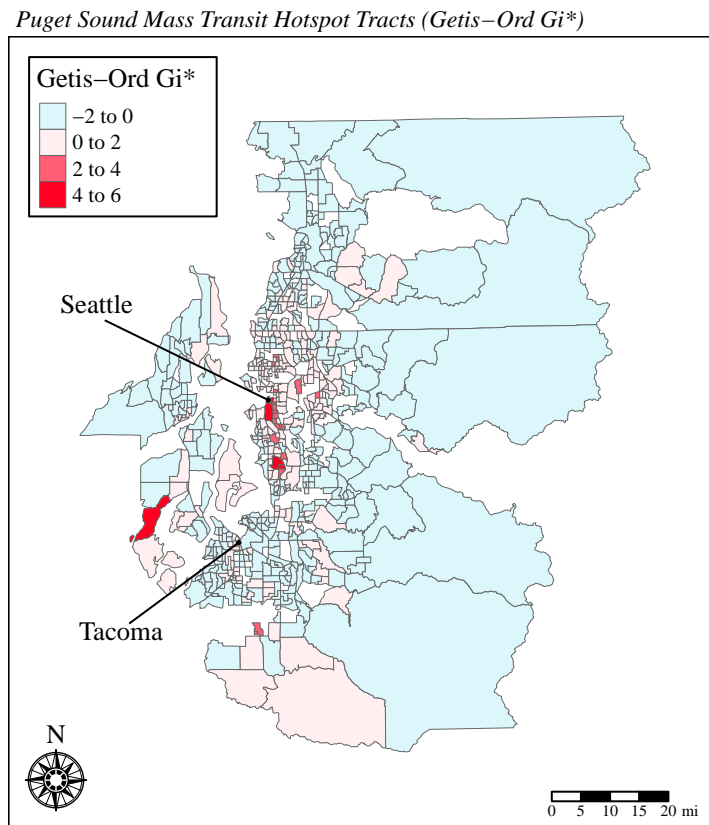 Puget Sound Mass Transit Hotspot Tracts (Getis−Ord Gi*)
Getis−Ord Gi*
−2 to 0
0 to 2
2 to 4
4 to 6
Seattle
Tacoma
N
0 5 10 15 20 mi